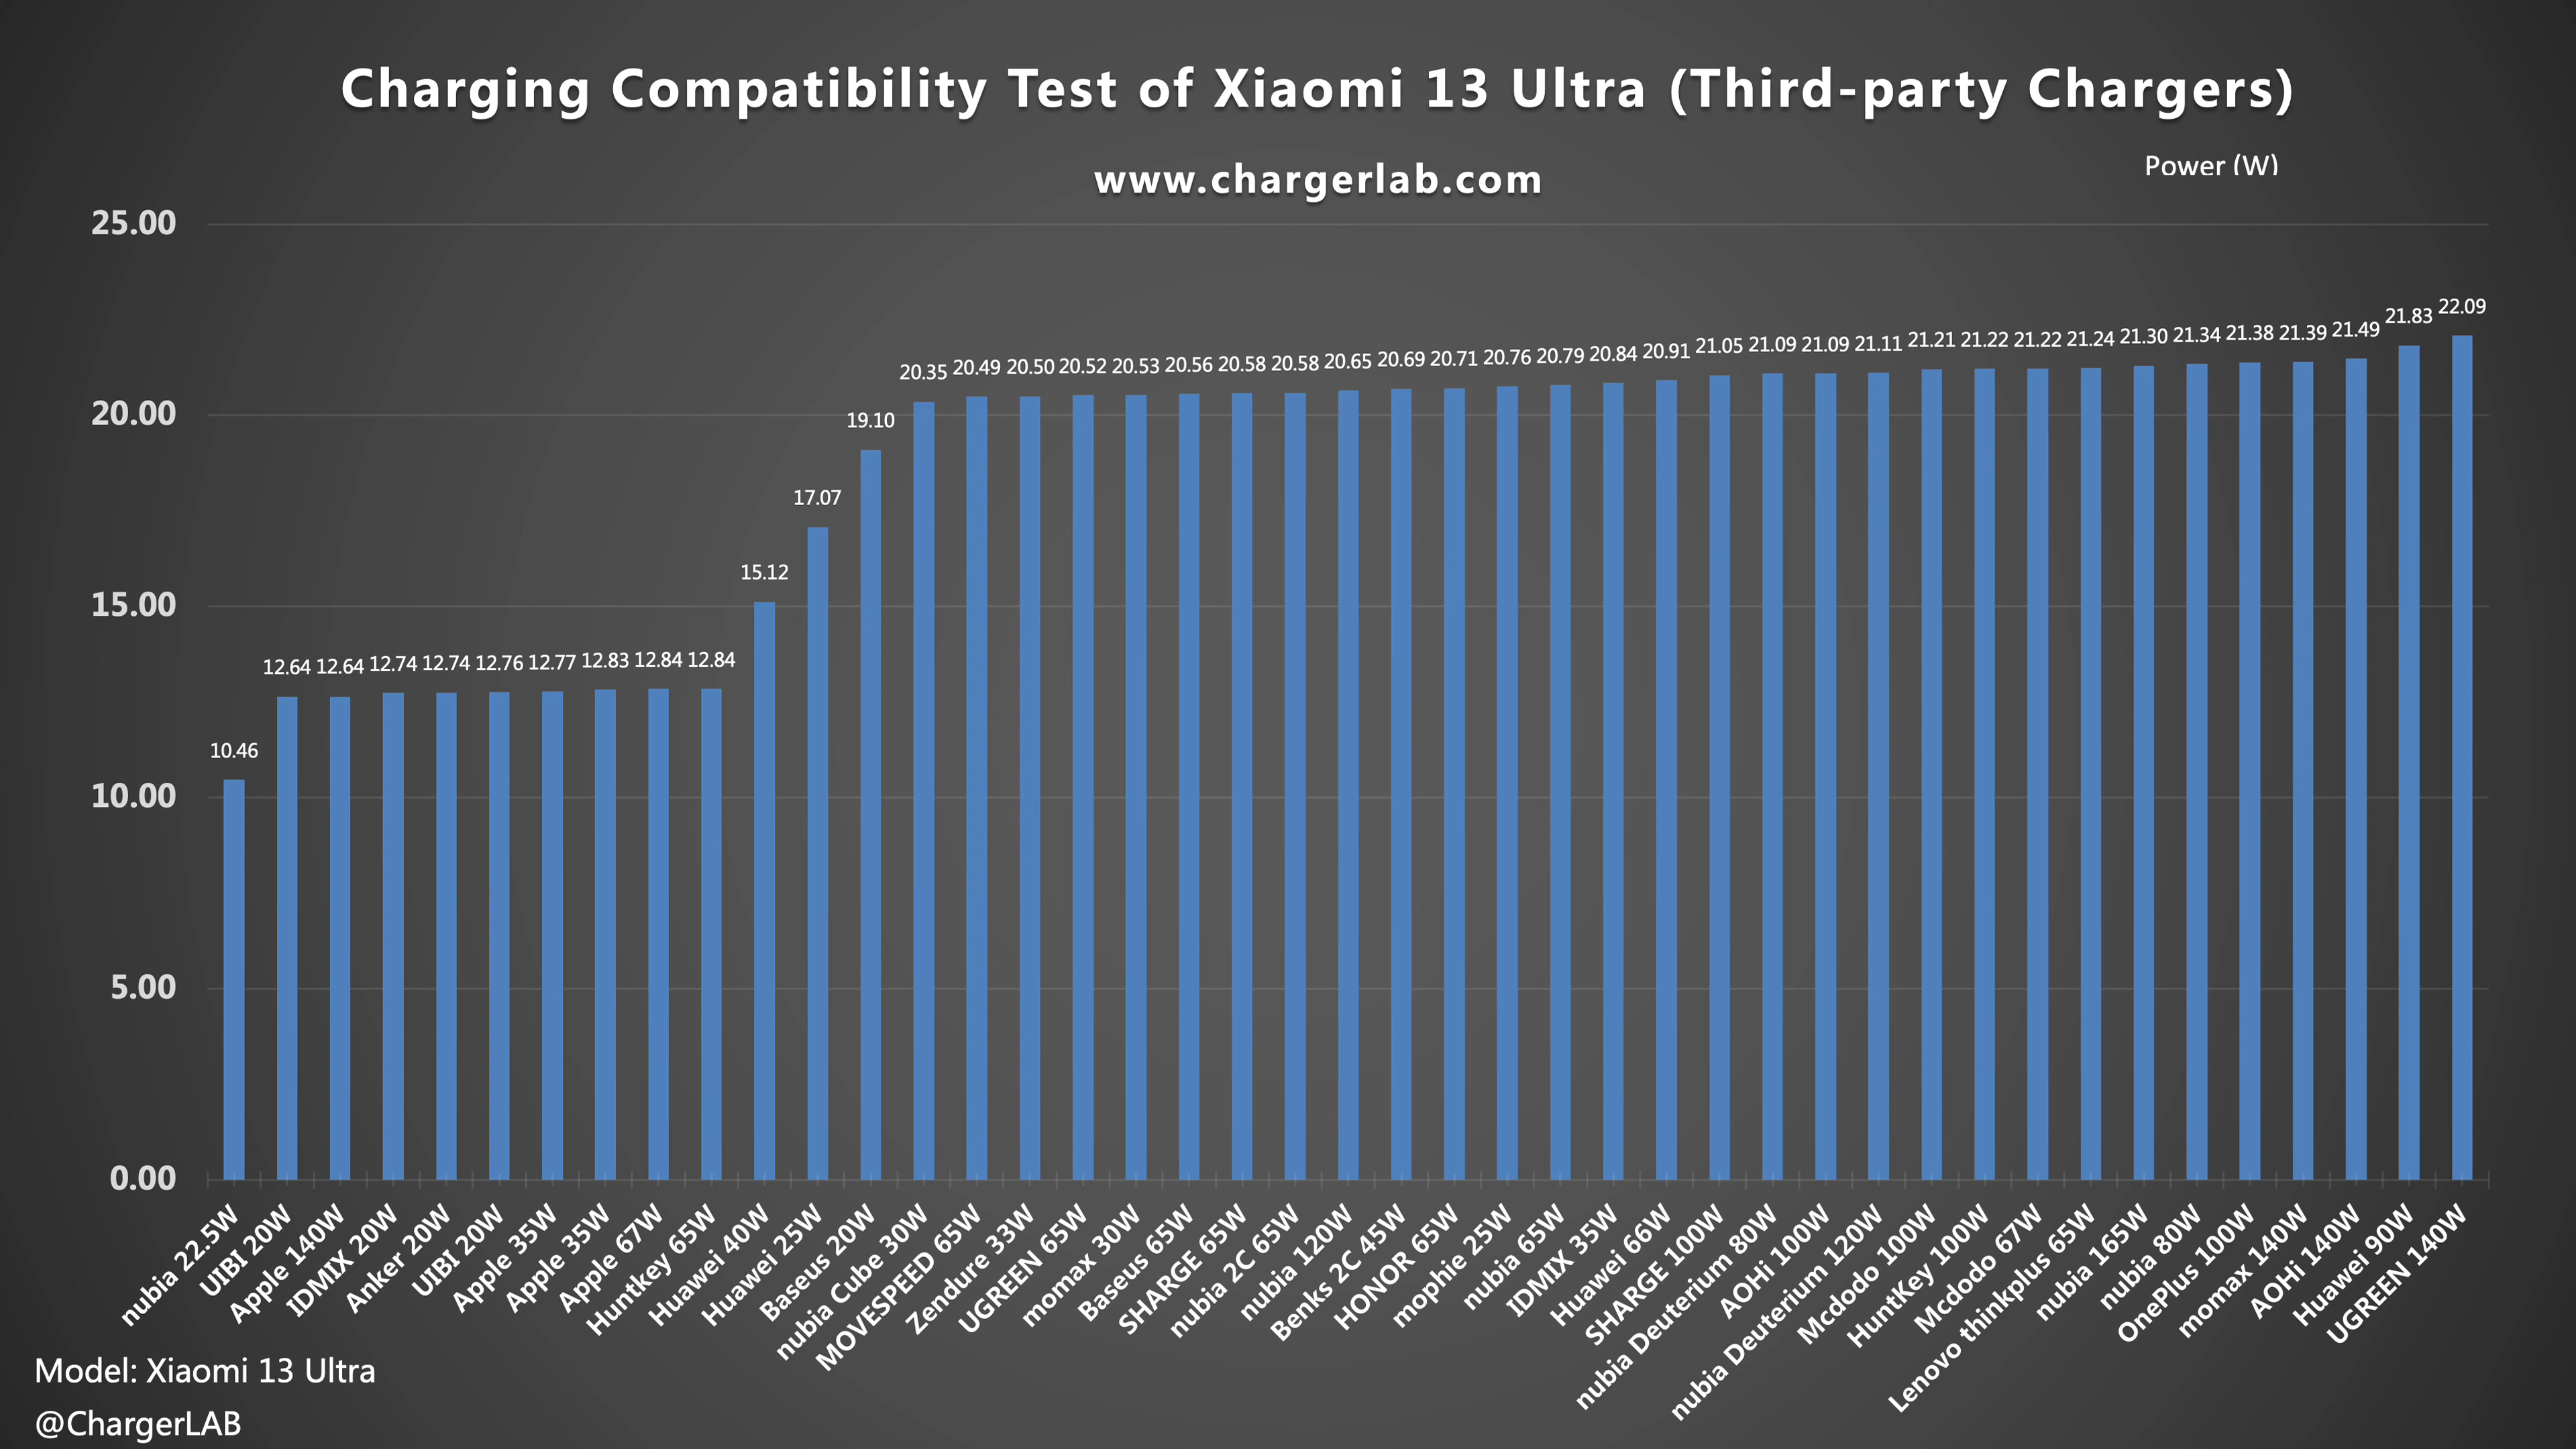 Charging Compatibility Test of Xiaomi 13 Ultra (Third-party Chargers)
www.chargerlab.com
Power (W)
25.00
20.00
15.00
10.00
5.00
0.00
10.46
12.64
12.64
12.74
12.74
12.76
12.77
12.83
12.84
12.84
15.12
17.07
19.10
20.35
20.49
20.50
20.52
20.53
20.56
20.58
20.58
20.65
20.69
20.71
20.76
20.79
20.84
20.91
21.05
21.09
21.09
21.11
21.21
21.22
21.22
21.24
21.30
21.34
21.38
21.39
21.49
21.83
22.09
nubia 22.5W
UIBI 20W
Apple 140W
IDMIX 20W
Anker 20W
UIBI 20W
Apple 35W
Apple 35W
Apple 67W
Huntkey 65W
Huawei 40W
Huawei 25W
Baseus 20W
nubia Cube 30W
MOVESPEED 65W
Zendure 33W
UGREEN 65W
momax 30W
Baseus 65W
SHARGE 65W
nubia 2C 65W
nubia 120W
Benks 2C 45W
HONOR 65W
mophie 25W
nubia 65W
IDMIX 35W
Huawei 66W
SHARGE 100W
nubia Deuterium 80W
AOHi 100W
nubia Deuterium 120W
Mcdodo 100W
HuntKey 100W
Mcdodo 67W
Lenovo thinkplus 65W
nubia 165W
nubia 80W
OnePlus 100W
momax 140W
AOHi 140W
Huawei 90W
UGREEN 140W
Model: Xiaomi 13 Ultra
@ChargerLAB